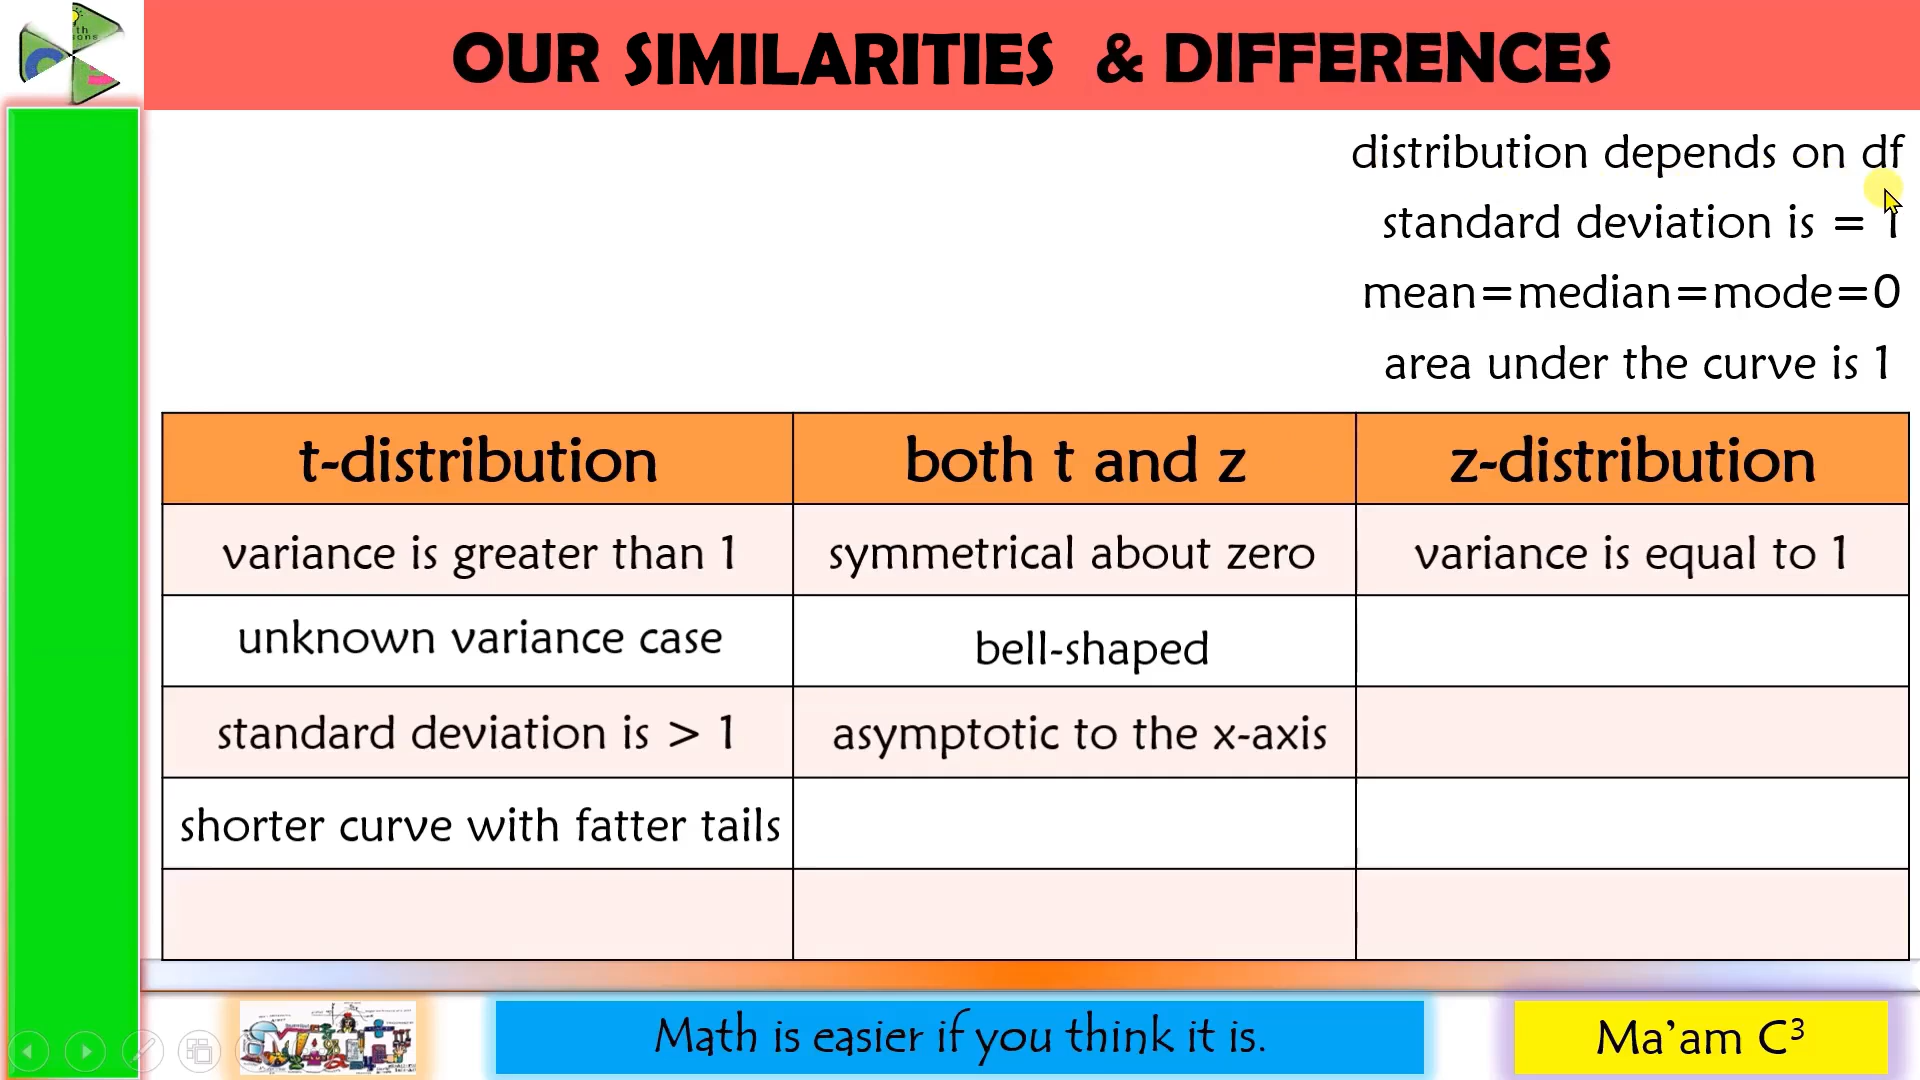 OUR SIMILARITIES & DIFFERENCES
distribution depends on df
standard deviation is = 1
mean=median=mode=0
area under the curve is 1
t-distribution both t and z z-distribution
variance is greater than 1 symmetrical about zero variance is equal to 1
unknown variance case bell-shaped
standard deviation is > 1 asymptotic to the x-axis
shorter curve with fatter tails
MATH
Math is easier if you think it is.
Ma'am C³